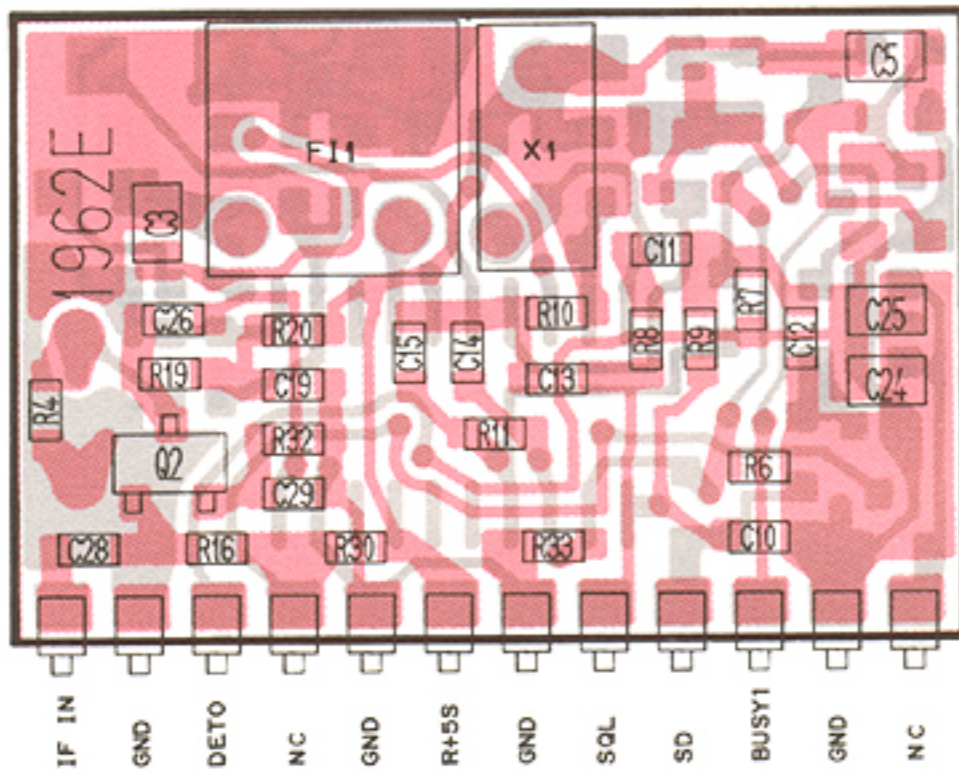 C5
FI1
X1
1962E
C3
C11
R7
C26
R20
R10
C25
C15
C14
R8
R9
C12
R19
C19
C13
C24
R4
R32
R11
Q2
R6
C29
C28
R16
R30
R33
C10
IF IN
GND
DETO
NC
GND
R+5S
GND
SQL
SD
BUSY1
GND
NC